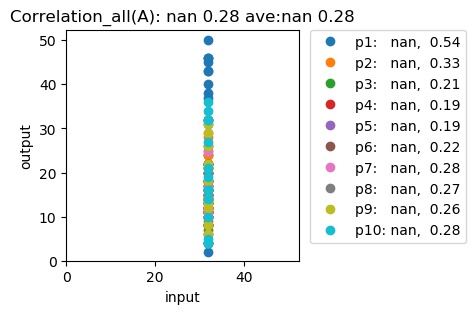 Correlation_all(A): nan 0.28 ave:nan 0.28
50
40
30
20
10
0
output
0 20 40
input
p1: nan, 0.54
p2: nan, 0.33
p3: nan, 0.21
p4: nan, 0.19
p5: nan, 0.19
p6: nan, 0.22
p7: nan, 0.28
p8: nan, 0.27
p9: nan, 0.26
p10: nan, 0.28